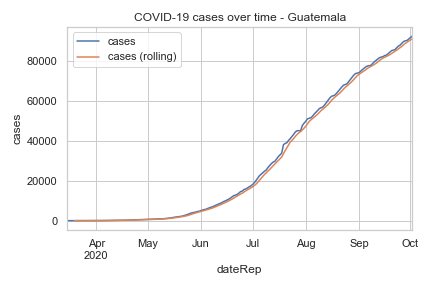 COVID-19 cases over time - Guatemala
cases
cases (rolling)
cases
80000
60000
40000
20000
0
Apr May Jun Jul Aug Sep Oct
2020
dateRep